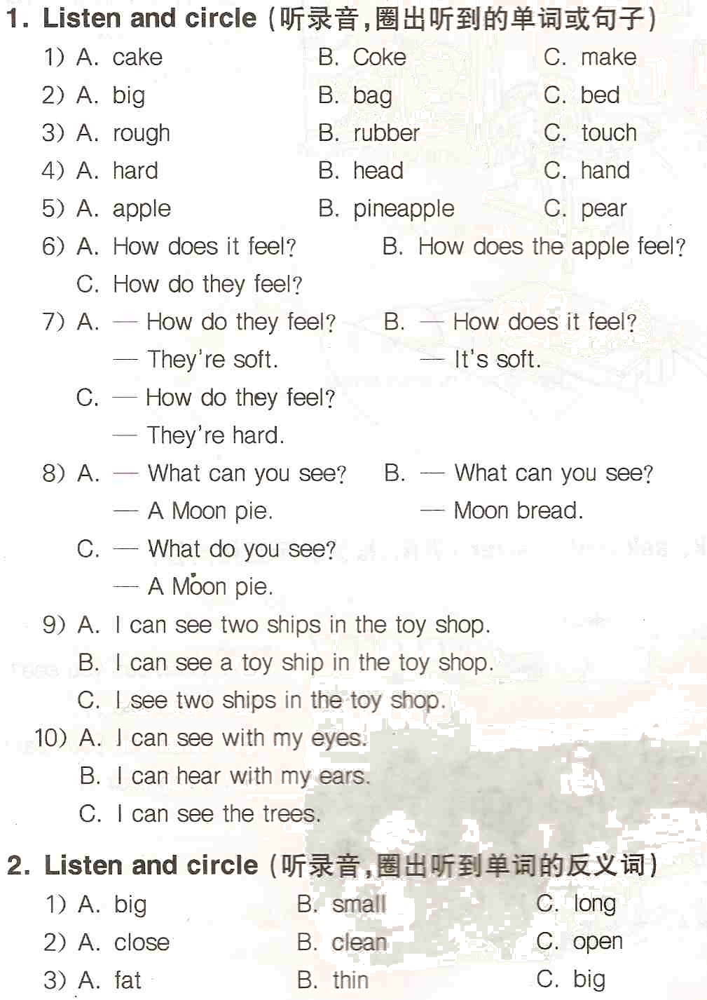 1. Listen and circle (听录音,圈出听到的单词或句子)
1) A. cake B. Coke C. make
2) A. big B. bag C. bed
3) A. rough B. rubber C. touch
4) A. hard B. head C. hand
5) A. apple B. pineapple C. pear
6) A. How does it feel? B. How does the apple feel?
C. How do they feel?
7) A. — How do they feel? B. — How does it feel?
— They're soft. — It's soft.
C. — How do they feel?
— They're hard.
8) A. — What can you see? B. — What can you see?
— A Moon pie. — Moon bread.
C. — What do you see?
— A Moon pie.
9) A. I can see two ships in the toy shop.
B. I can see a toy ship in the toy shop.
C. I see two ships in the toy shop.
10) A. I can see with my eyes.
B. I can hear with my ears.
C. I can see the trees.
2. Listen and circle (听录音,圈出听到单词的反义词)
1) A. big B. small C. long
2) A. close B. clean C. open
3) A. fat B. thin C. big